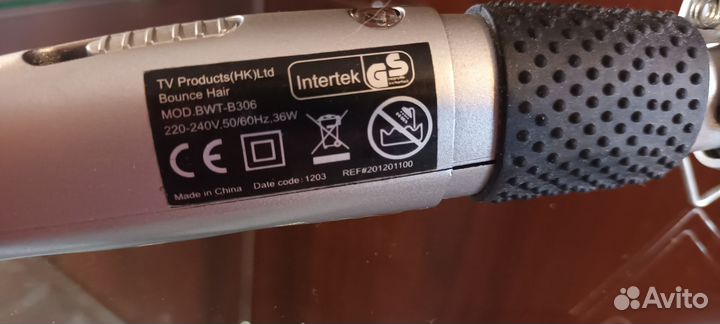 TV Products(HK)Ltd
Bounce Hair
MOD.BWT-B306
220-240V.50/60Hz,36W
Intertek GS
CE
Made in China Date code: 1203 REF#201201100
Avito